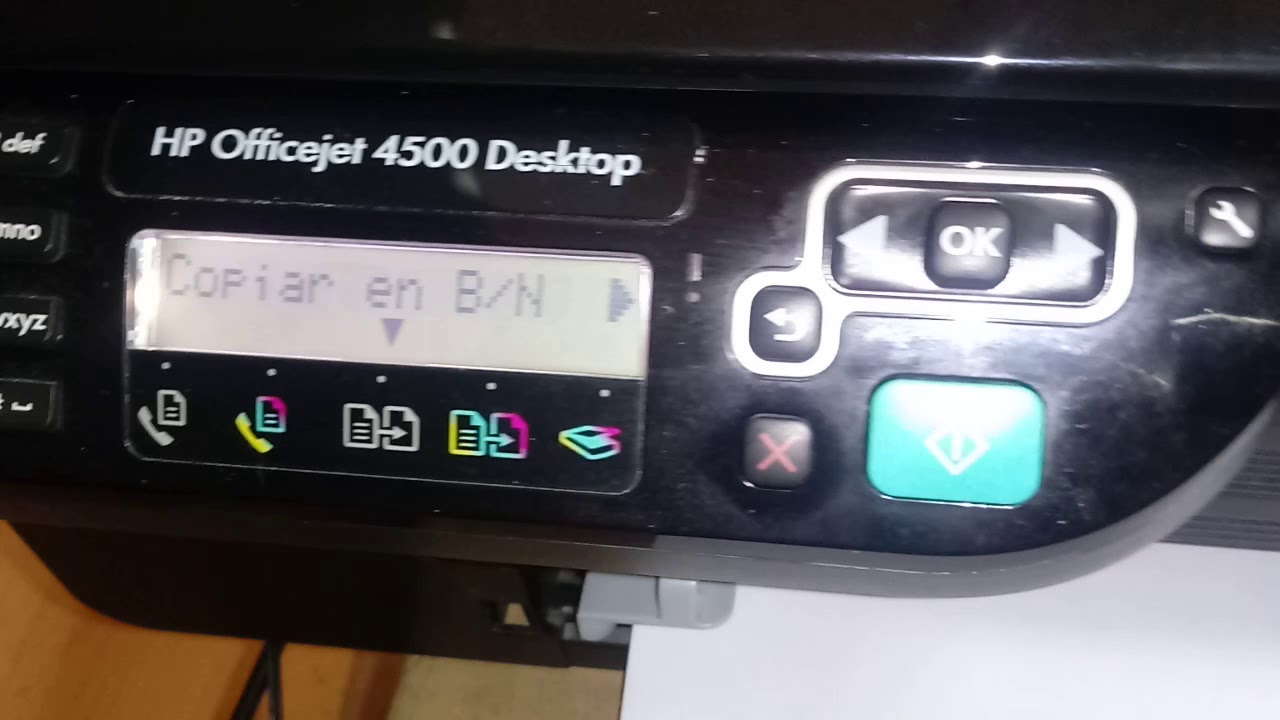 HP Officejet 4500 Desktop
def
mno
wxyz
Copiar en B/N
OK